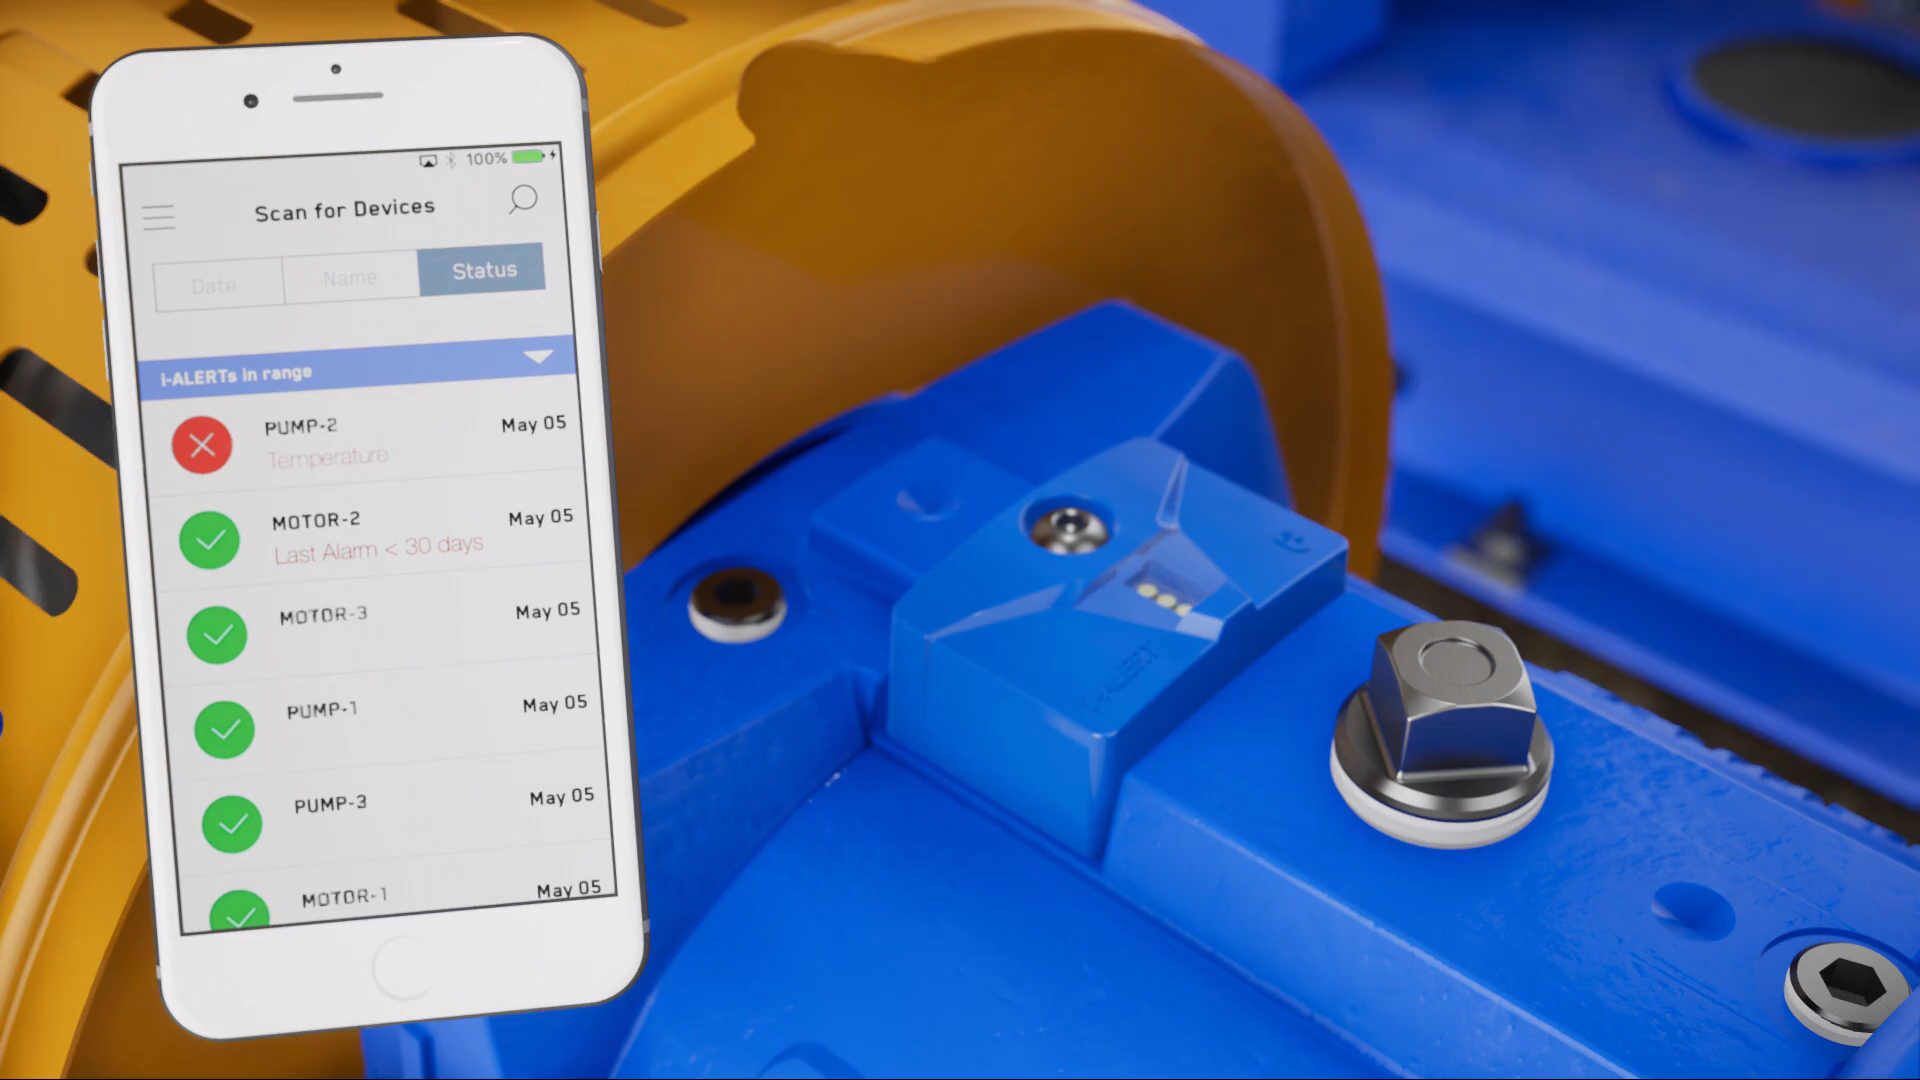 100%
Scan for Devices
Date Name Status
i-ALERTs in range
PUMP-2 May 05
Temperature
MOTOR-2 May 05
Last Alarm < 30 days
MOTOR-3 May 05
PUMP-1 May 05
PUMP-3 May 05
MOTOR-1 May 05
i-ALERT